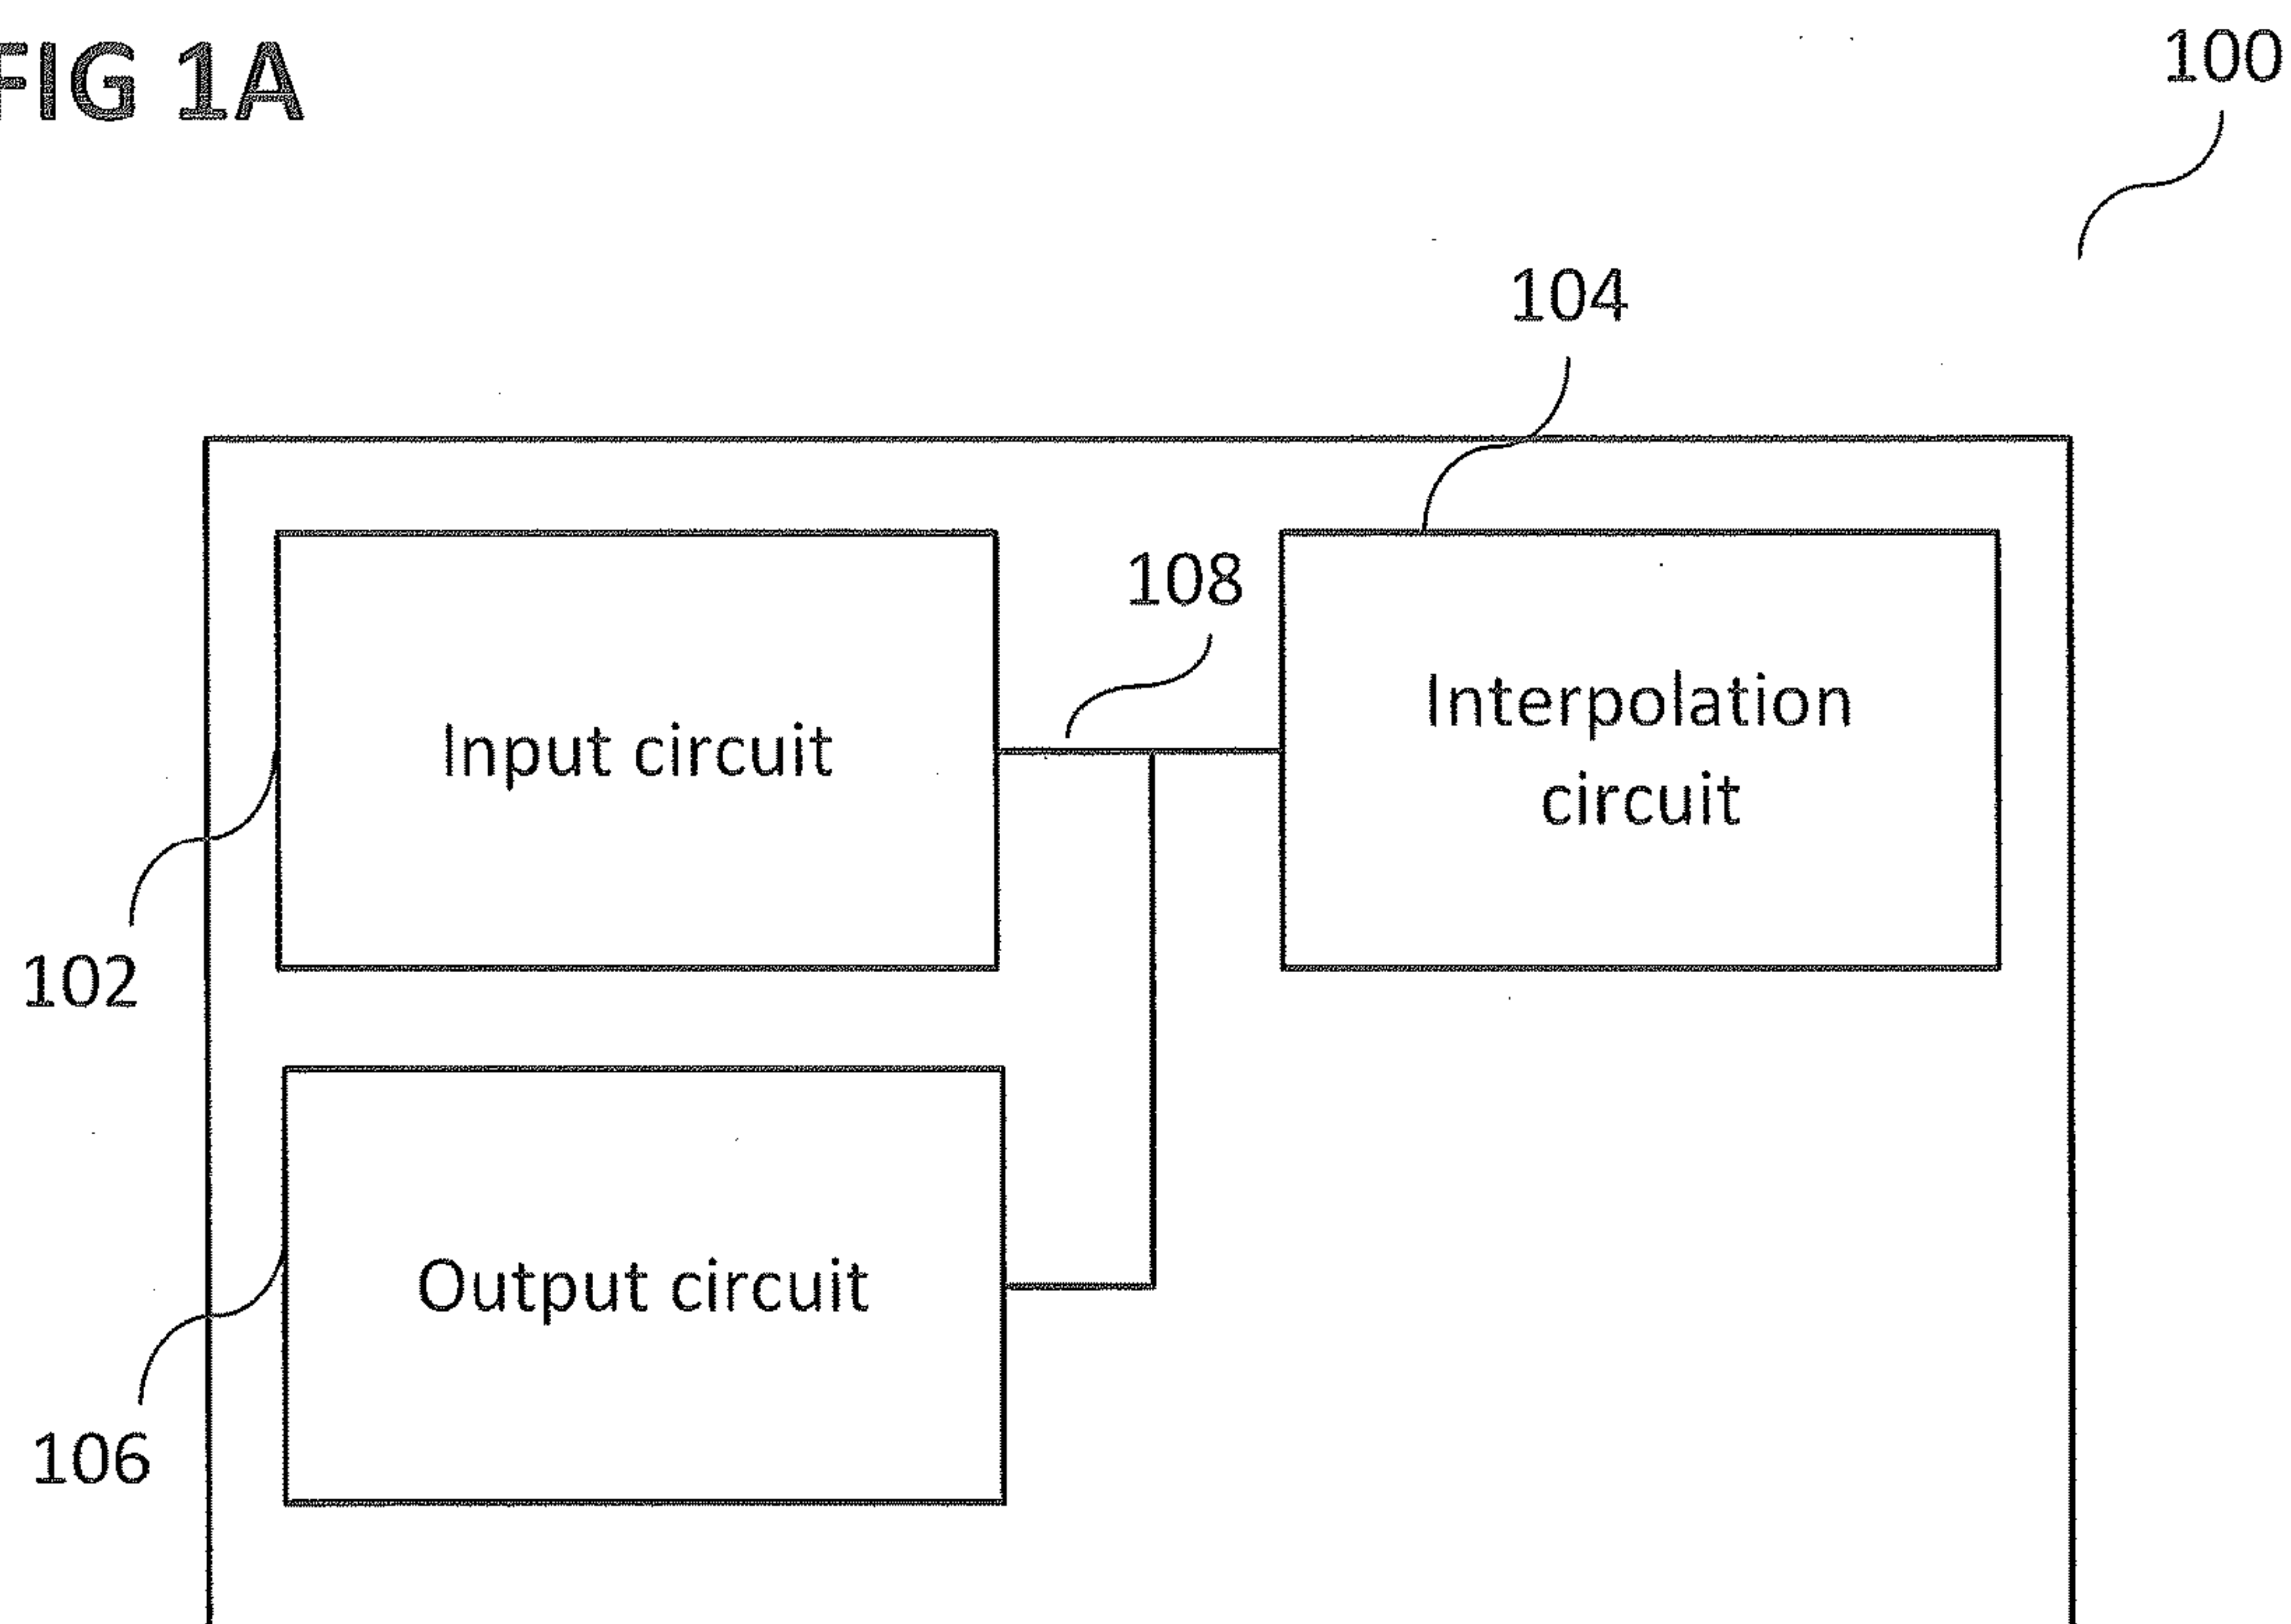 FIG 1A
100
104
108
Input circuit
Interpolation
circuit
102
Output circuit
106